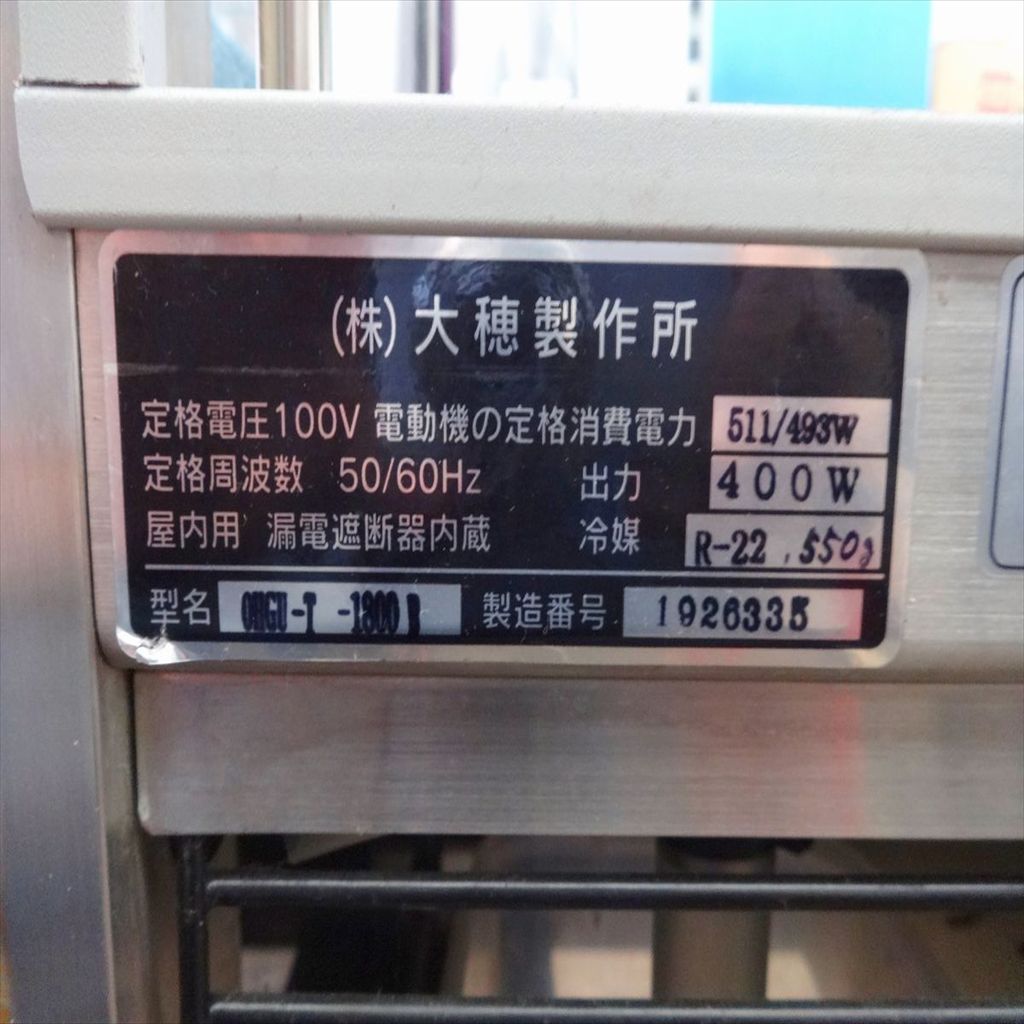 (株)大穂製作所
定格電圧100V 電動機の定格消費電力 511/493W
定格周波数 50/60Hz 出力 400W
屋内用 漏電遮断器内蔵 冷媒 R-22 . 550g
型名 OHGU-T -1800 製造番号 1926335